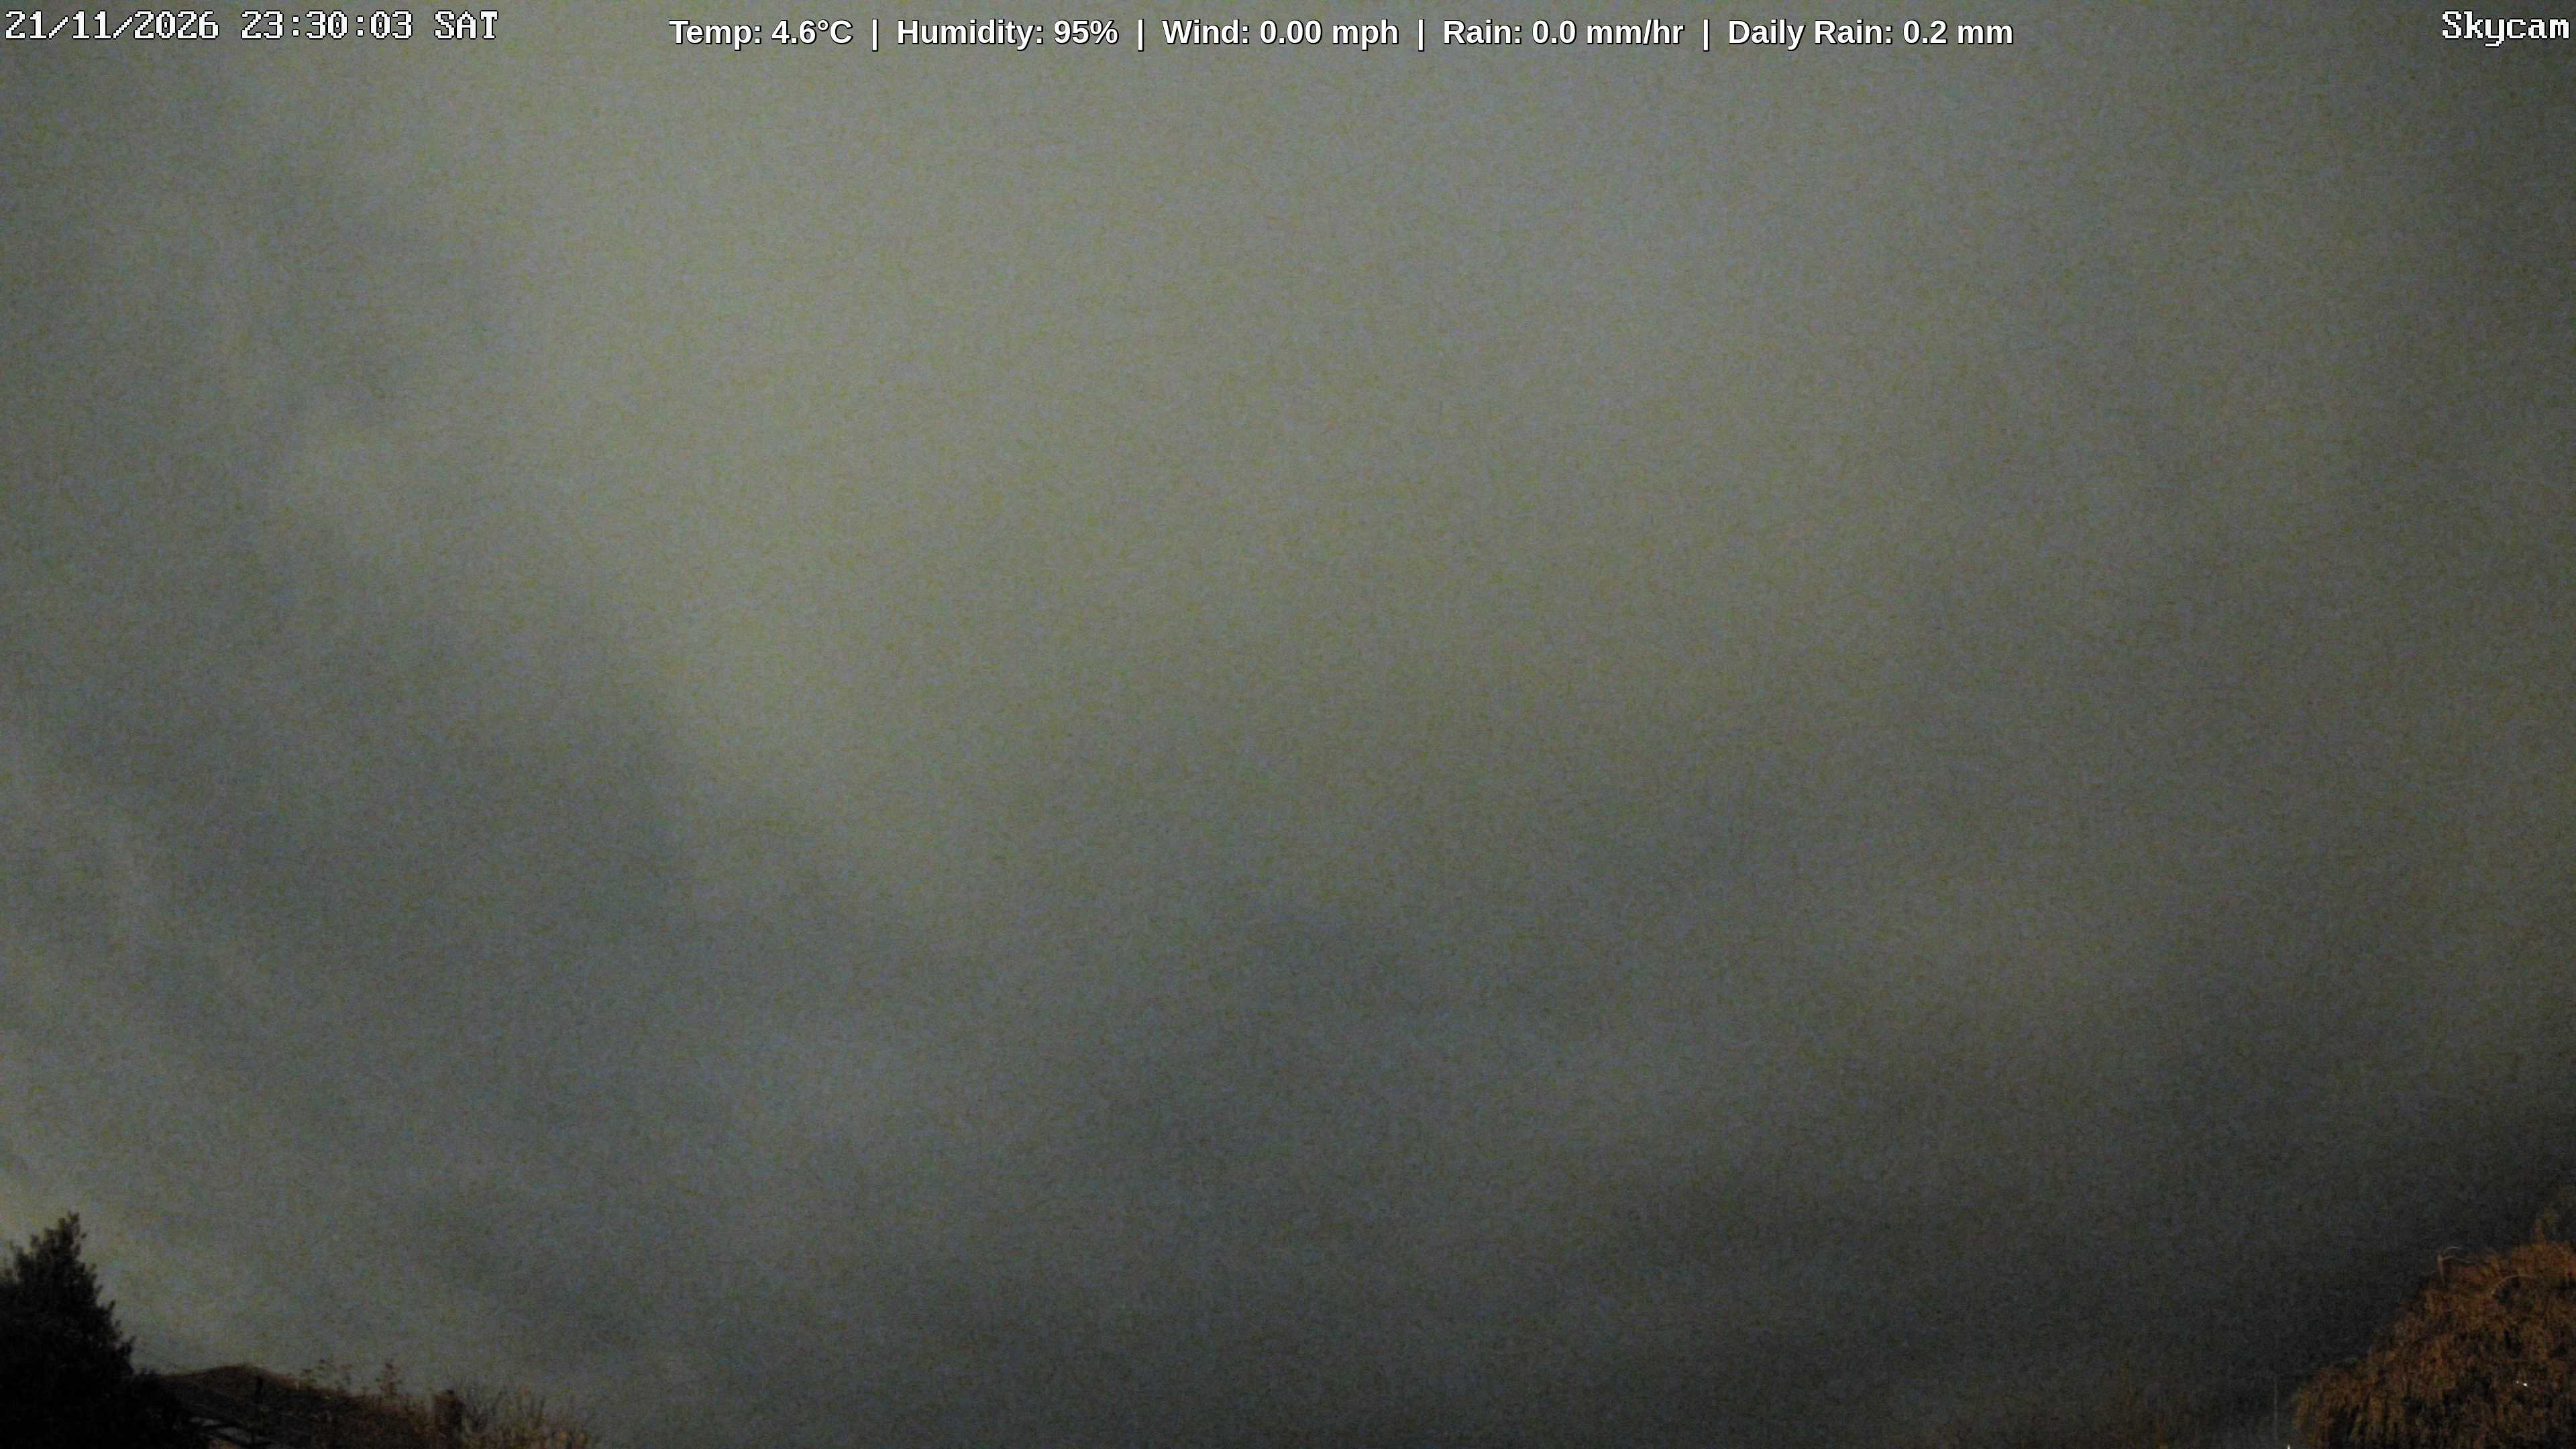 21/11/2026 23:30:03 SAT
Temp: 4.6°C | Humidity: 95% | Wind: 0.00 mph | Rain: 0.0 mm/hr | Daily Rain: 0.2 mm
Skycam